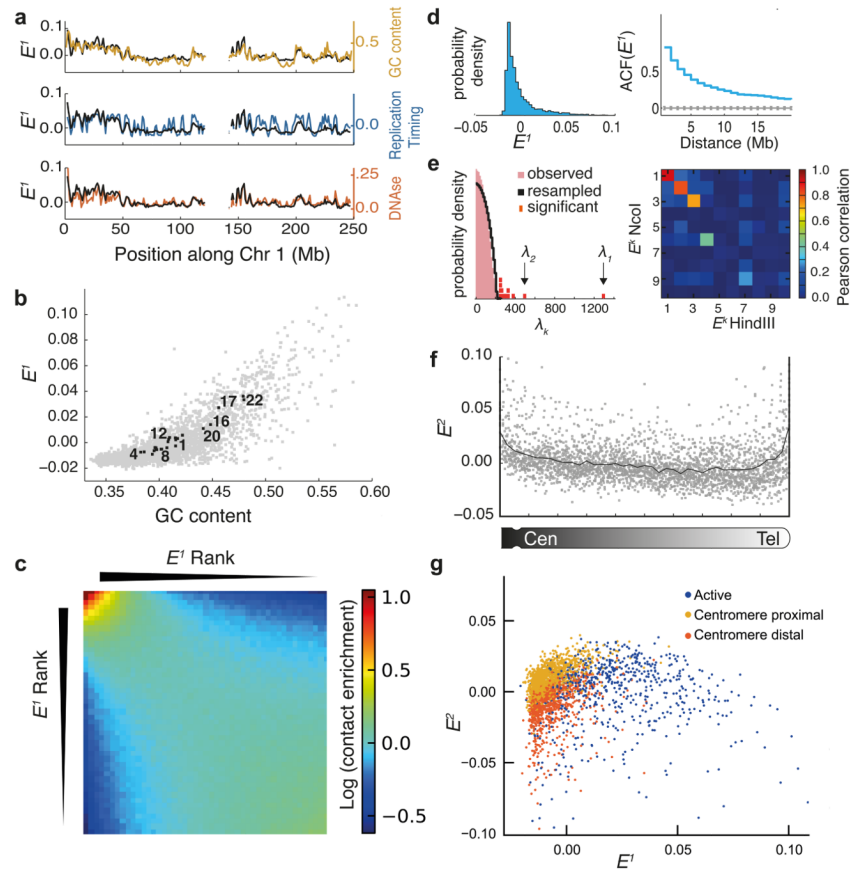 a
0.1
0.0
E¹
0.5
GC content
0.1
0.0
E¹
0.0
Replication
Timing
0.1
0.0
E¹
.25
0.0
DNAse
0 50 100 150 200 250
Position along Chr 1 (Mb)
b
E¹
0.10
0.08
0.06
0.04
0.02
0.00
−0.02
17 22
16
12
20
1
4 8
0.35 0.40 0.45 0.50 0.55 0.60
GC content
c
E¹ Rank
E¹ Rank
1.0
0.5
0.0
−0.5
Log (contact enrichment)
d
probability
density
−0.05 0 0.05 0.1
E¹
ACF(E¹)
0.5
0
5 10 15
Distance (Mb)
e
probability density
observed
resampled
significant
λ2 λ1
0 400 800 1200
λk
Eᵏ NcoI
1
3
5
7
9
1 3 5 7 9
Eᵏ HindIII
1.0
0.8
0.6
0.4
0.2
0.0
Pearson correlation
f
E²
0.10
0.05
0.00
−0.05
Cen Tel
g
Active
Centromere proximal
Centromere distal
E²
0.05
0.00
−0.05
−0.10
0.00 0.05 0.10
E¹